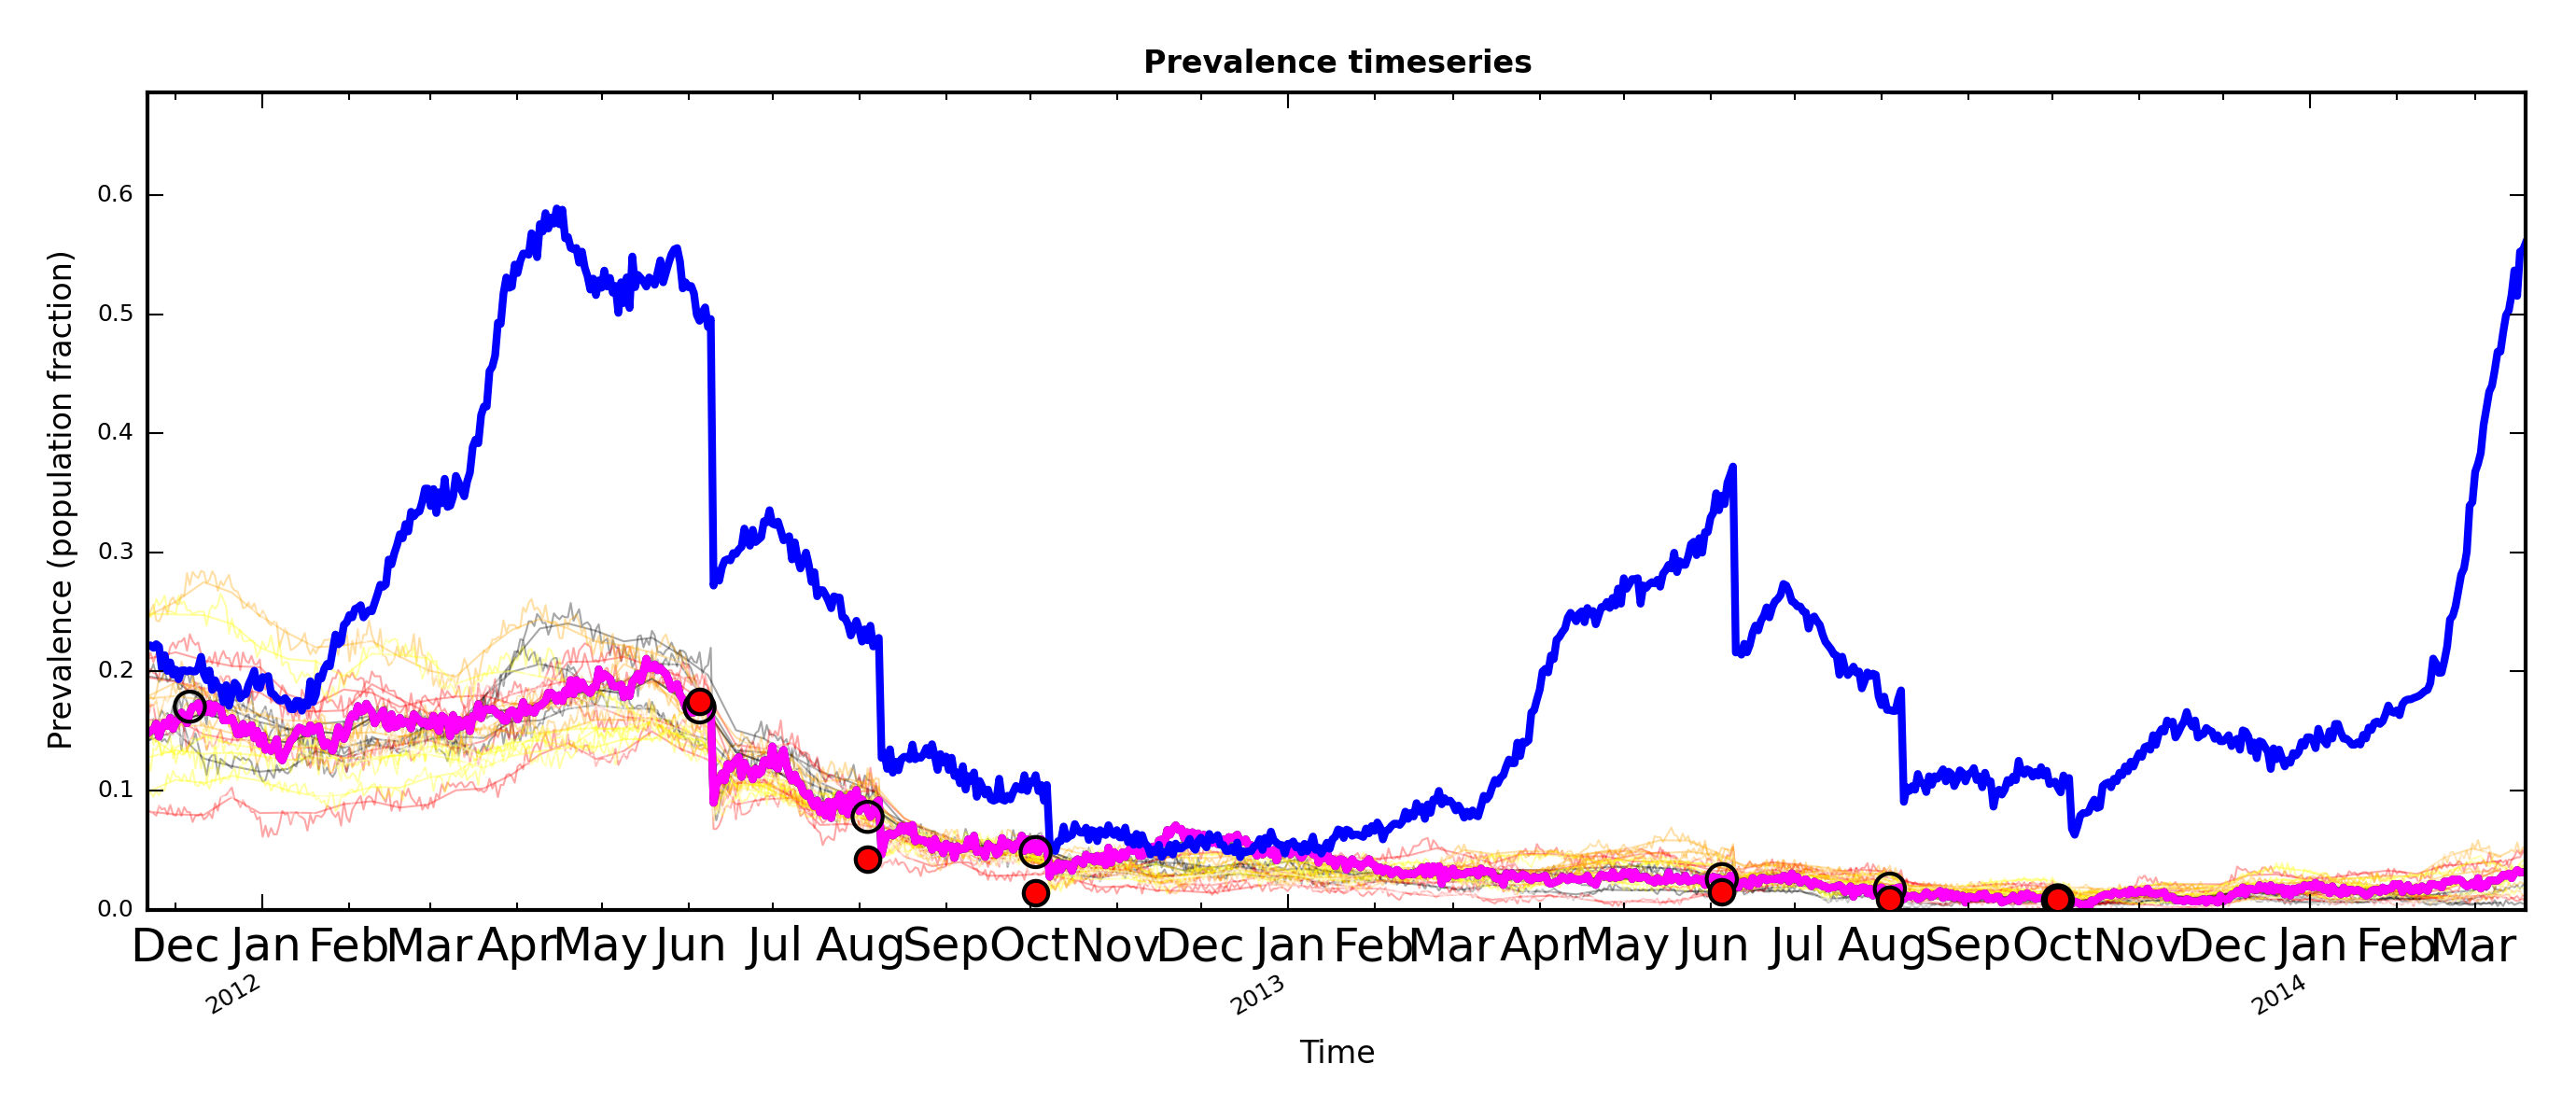 Prevalence timeseries
Prevalence (population fraction)
0.6
0.5
0.4
0.3
0.2
0.1
0.0
Dec Jan Feb Mar Apr May Jun Jul Aug Sep Oct Nov Dec Jan Feb Mar Apr May Jun Jul Aug Sep Oct Nov Dec Jan Feb Mar
2012 2013 2014
Time